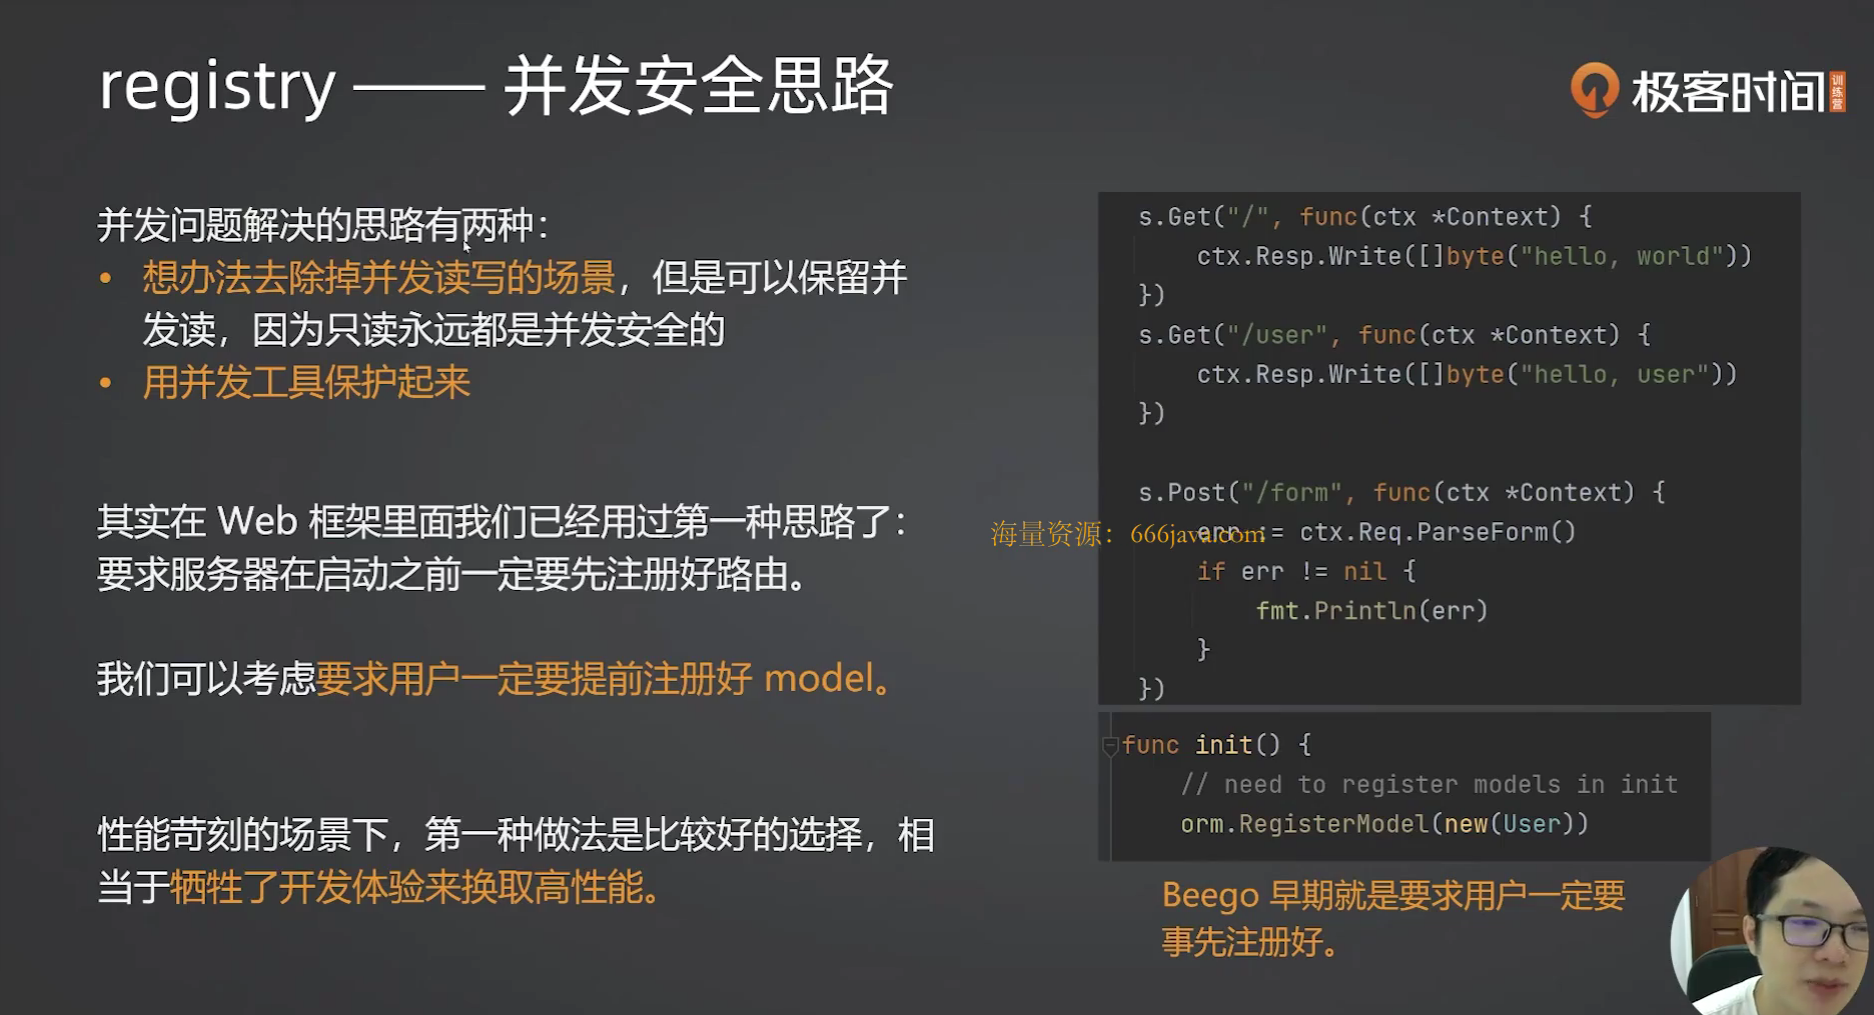 registry —— 并发安全思路
极客时间
训练营
并发问题解决的思路有两种：
• 想办法去除掉并发读写的场景，但是可以保留并
发读，因为只读永远都是并发安全的
• 用并发工具保护起来
其实在 Web 框架里面我们已经用过第一种思路了：
要求服务器在启动之前一定要先注册好路由。
我们可以考虑要求用户一定要提前注册好 model。
性能苛刻的场景下，第一种做法是比较好的选择，相
当于牺牲了开发体验来换取高性能。
s.Get("/", func(ctx *Context) {
ctx.Resp.Write([]byte("hello, world"))
})
s.Get("/user", func(ctx *Context) {
ctx.Resp.Write([]byte("hello, user"))
})
s.Post("/form", func(ctx *Context) {
海量资源：666java.com
err := ctx.Req.ParseForm()
if err != nil {
fmt.Println(err)
}
})
func init() {
// need to register models in init
orm.RegisterModel(new(User))
Beego 早期就是要求用户一定要
事先注册好。